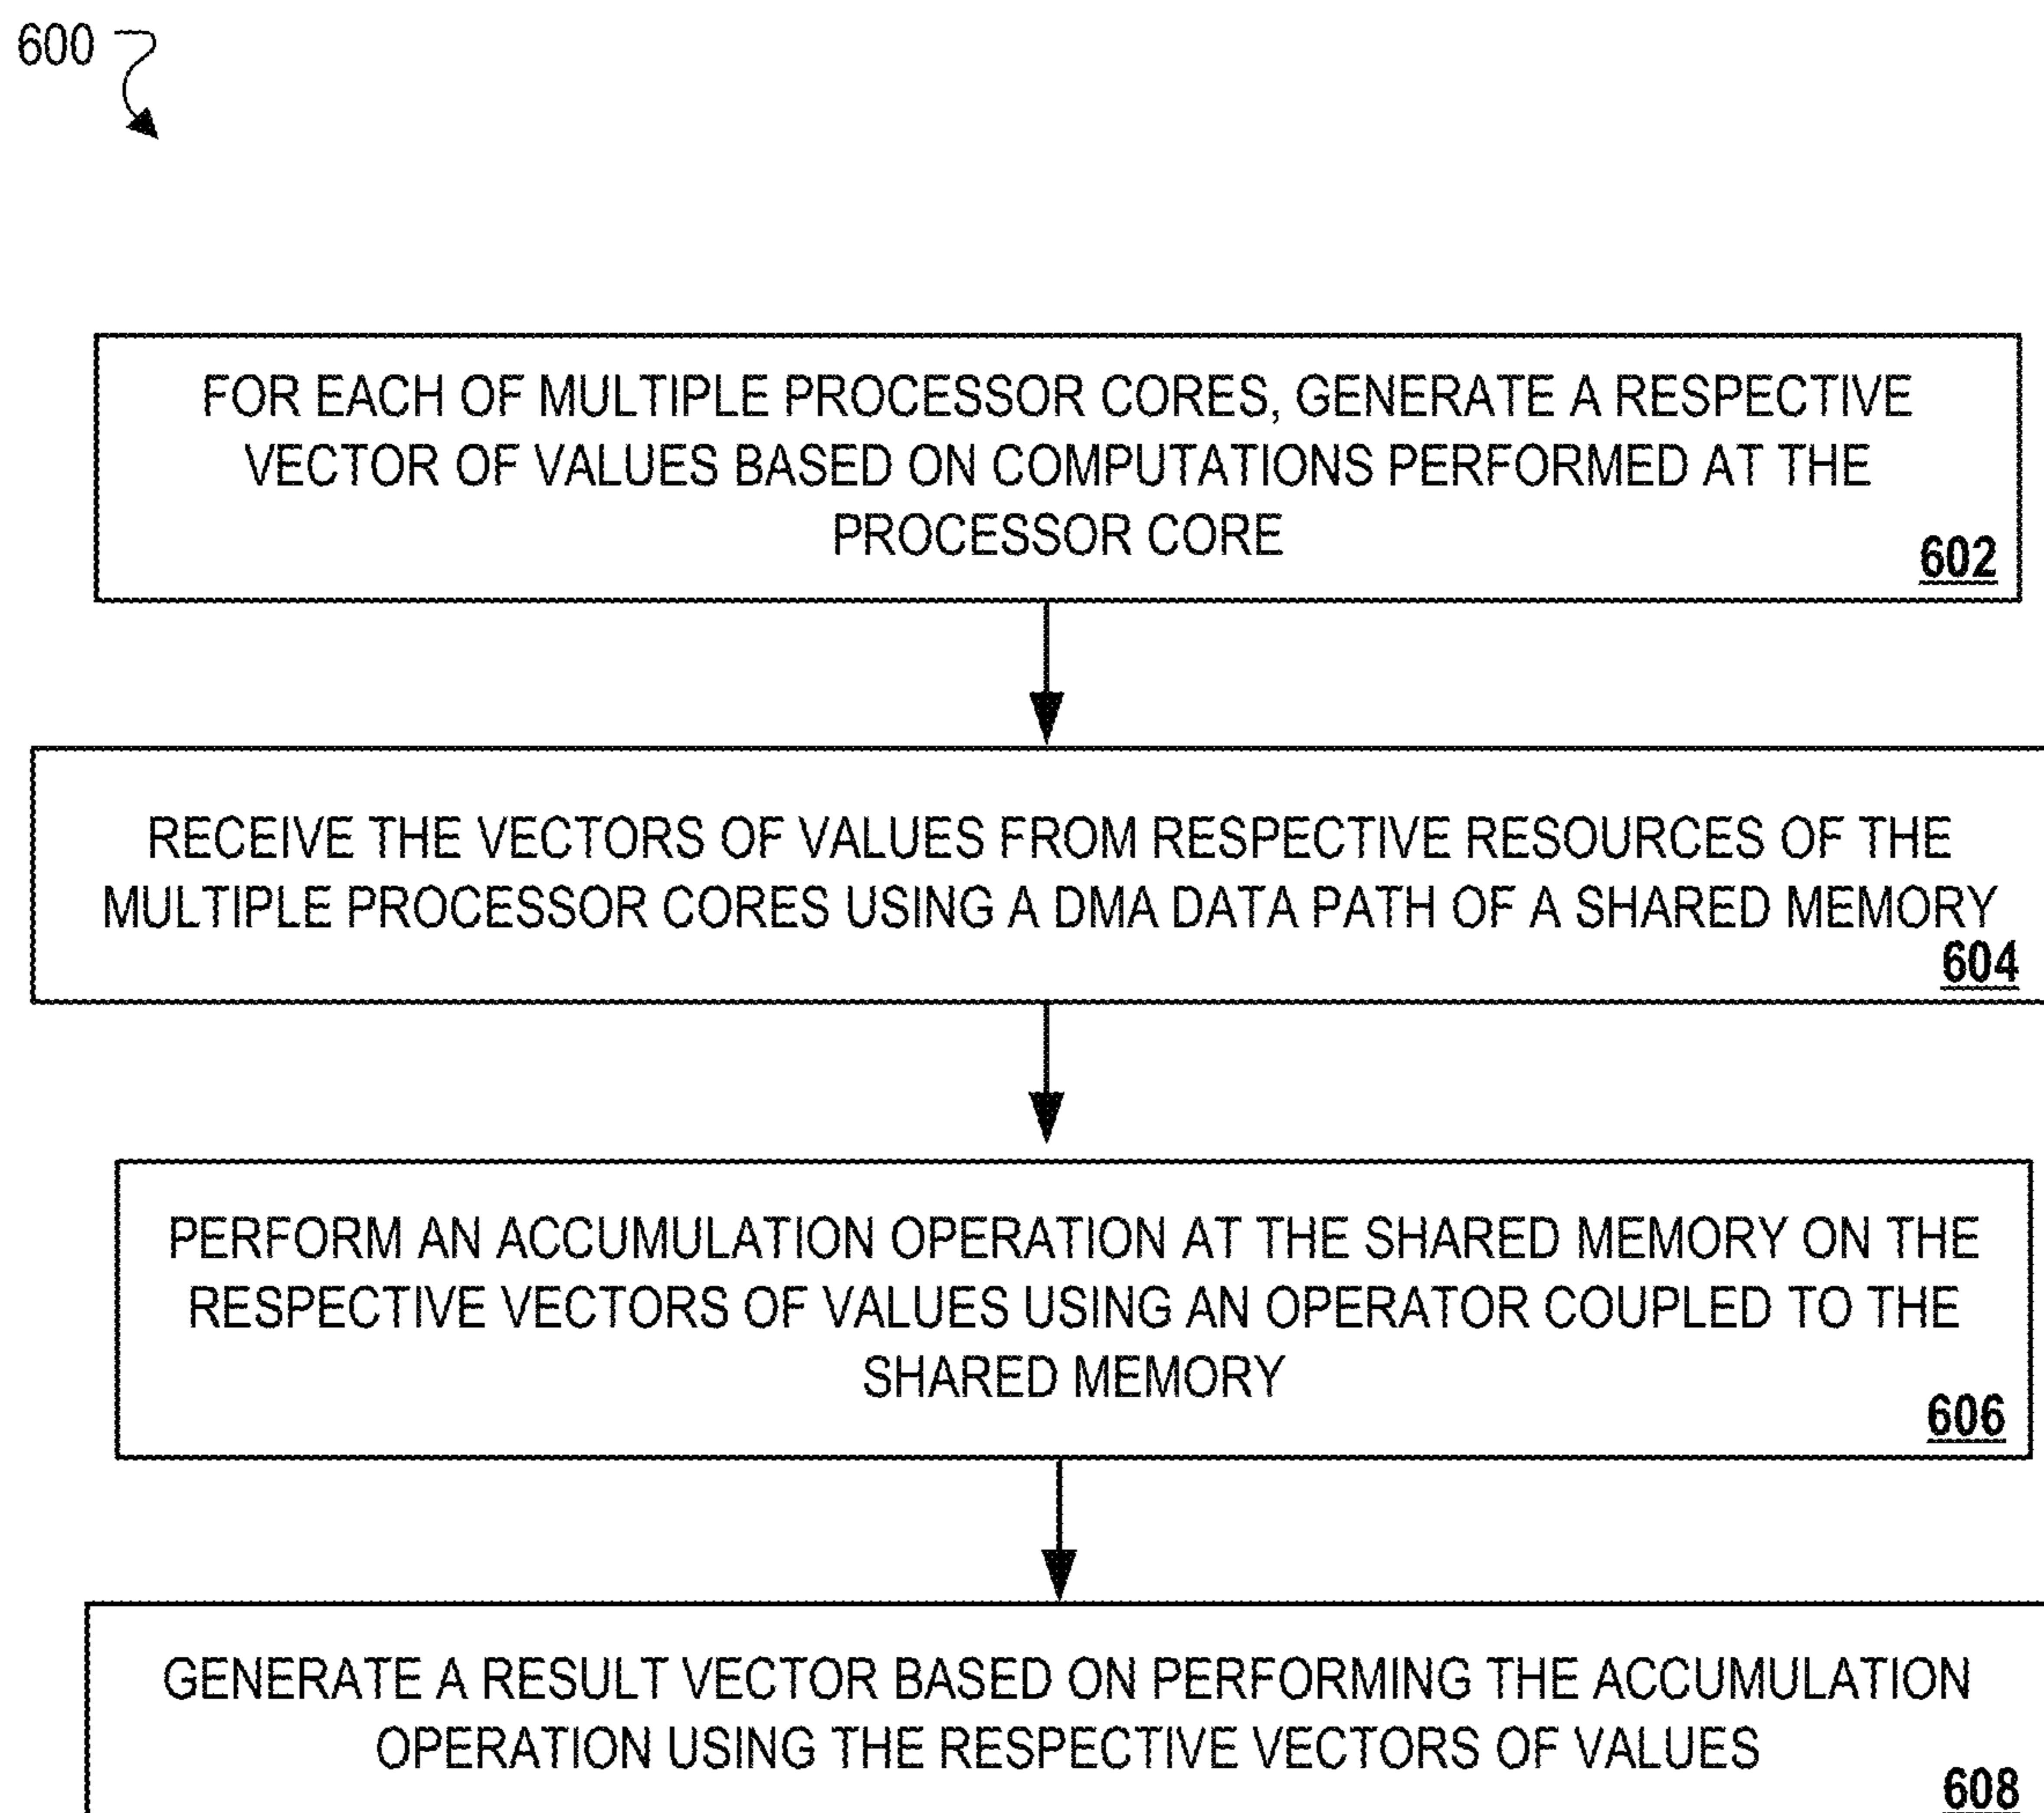 600
FOR EACH OF MULTIPLE PROCESSOR CORES, GENERATE A RESPECTIVE
VECTOR OF VALUES BASED ON COMPUTATIONS PERFORMED AT THE
PROCESSOR CORE
602
RECEIVE THE VECTORS OF VALUES FROM RESPECTIVE RESOURCES OF THE
MULTIPLE PROCESSOR CORES USING A DMA DATA PATH OF A SHARED MEMORY
604
PERFORM AN ACCUMULATION OPERATION AT THE SHARED MEMORY ON THE
RESPECTIVE VECTORS OF VALUES USING AN OPERATOR COUPLED TO THE
SHARED MEMORY
606
GENERATE A RESULT VECTOR BASED ON PERFORMING THE ACCUMULATION
OPERATION USING THE RESPECTIVE VECTORS OF VALUES
608